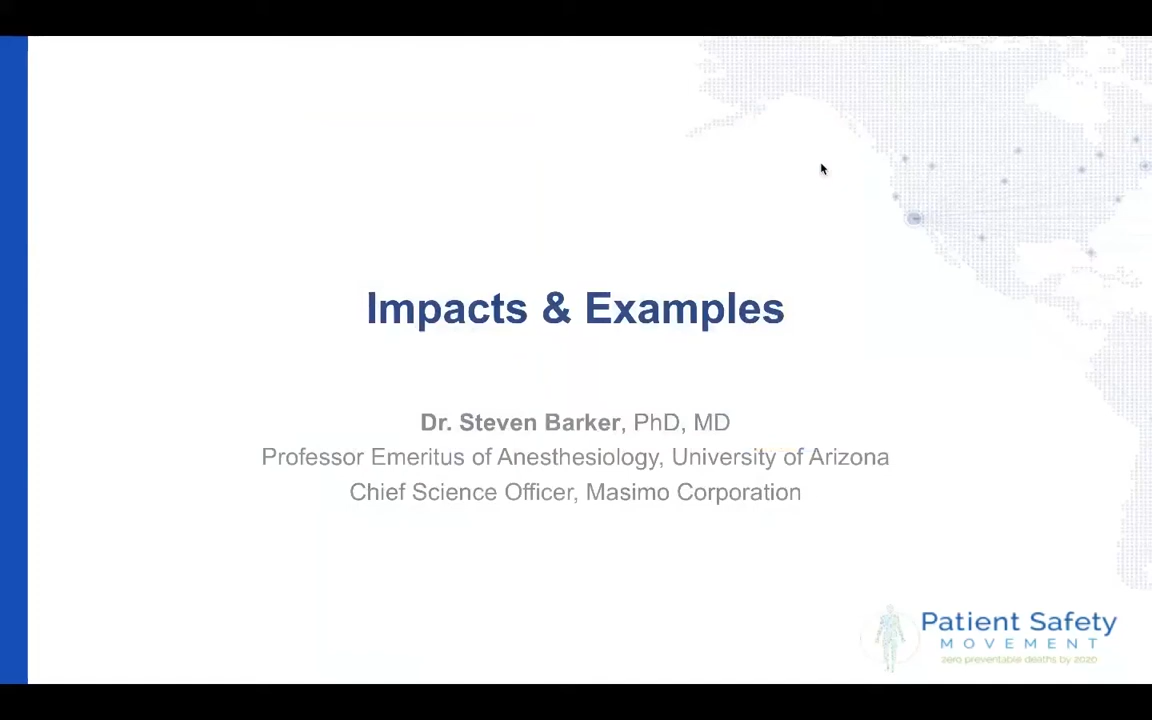 Impacts & Examples
Dr. Steven Barker, PhD, MD
Professor Emeritus of Anesthesiology, University of Arizona
Chief Science Officer, Masimo Corporation
Patient Safety
MOVEMENT
zero preventable deaths by 2020